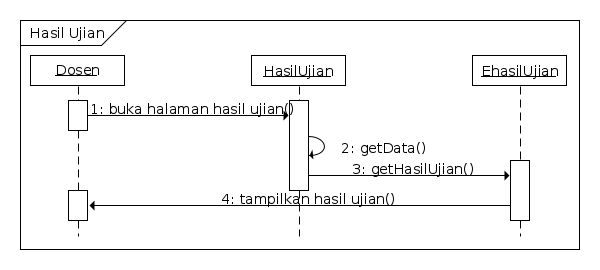 Hasil Ujian
Dosen
HasilUjian
EhasilUjian
1: buka halaman hasil ujian()
2: getData()
3: getHasilUjian()
4: tampilkan hasil ujian()